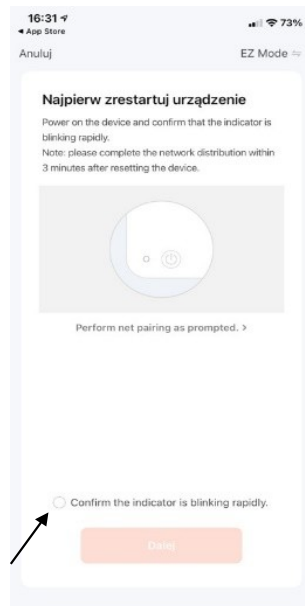 16:31
73%
◀ App Store
Anuluj
EZ Mode
Najpierw zrestartuj urządzenie
Power on the device and confirm that the indicator is
blinking rapidly.
Note: please complete the network distribution within
3 minutes after resetting the device.
Perform net pairing as prompted. >
Confirm the indicator is blinking rapidly.
Dalej